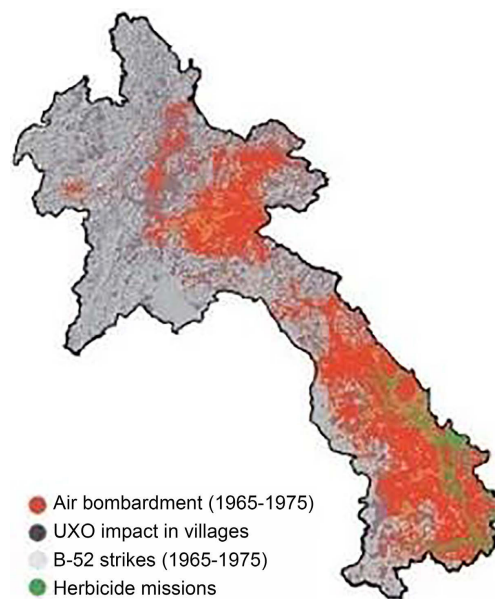 Air bombardment (1965-1975)
UXO impact in villages
B-52 strikes (1965-1975)
Herbicide missions